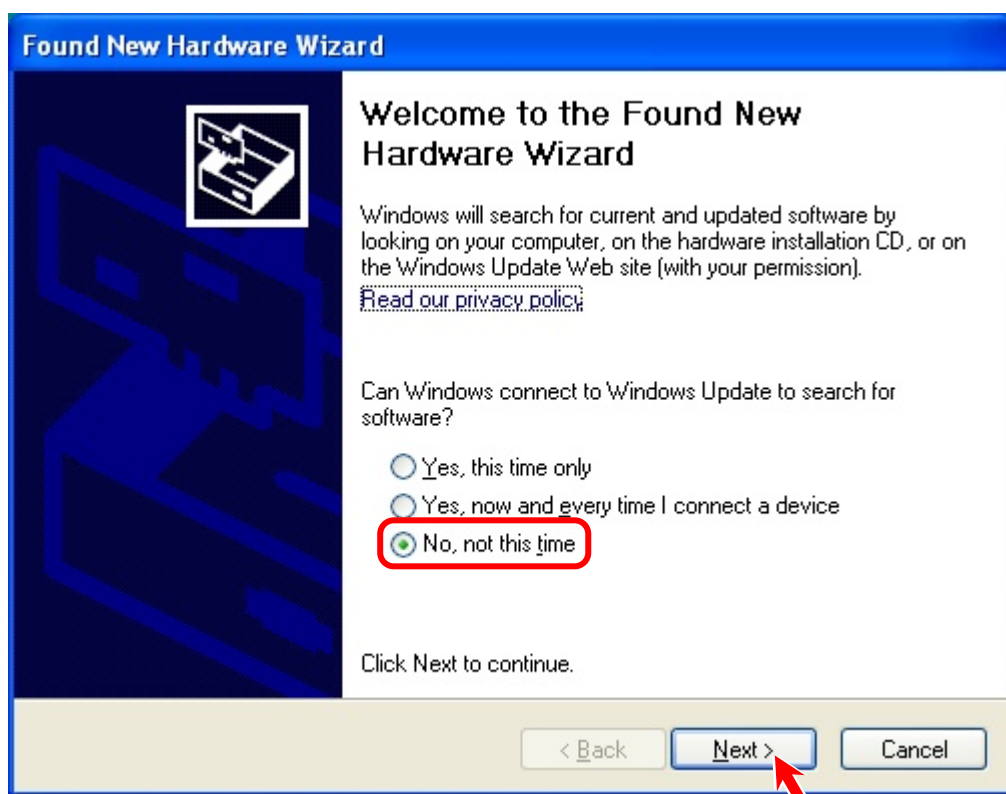 Found New Hardware Wizard
Welcome to the Found New
Hardware Wizard
Windows will search for current and updated software by
looking on your computer, on the hardware installation CD, or on
the Windows Update Web site (with your permission).
Read our privacy policy
Can Windows connect to Windows Update to search for
software?
Yes, this time only
Yes, now and every time I connect a device
No, not this time
Click Next to continue.
< Back Next > Cancel